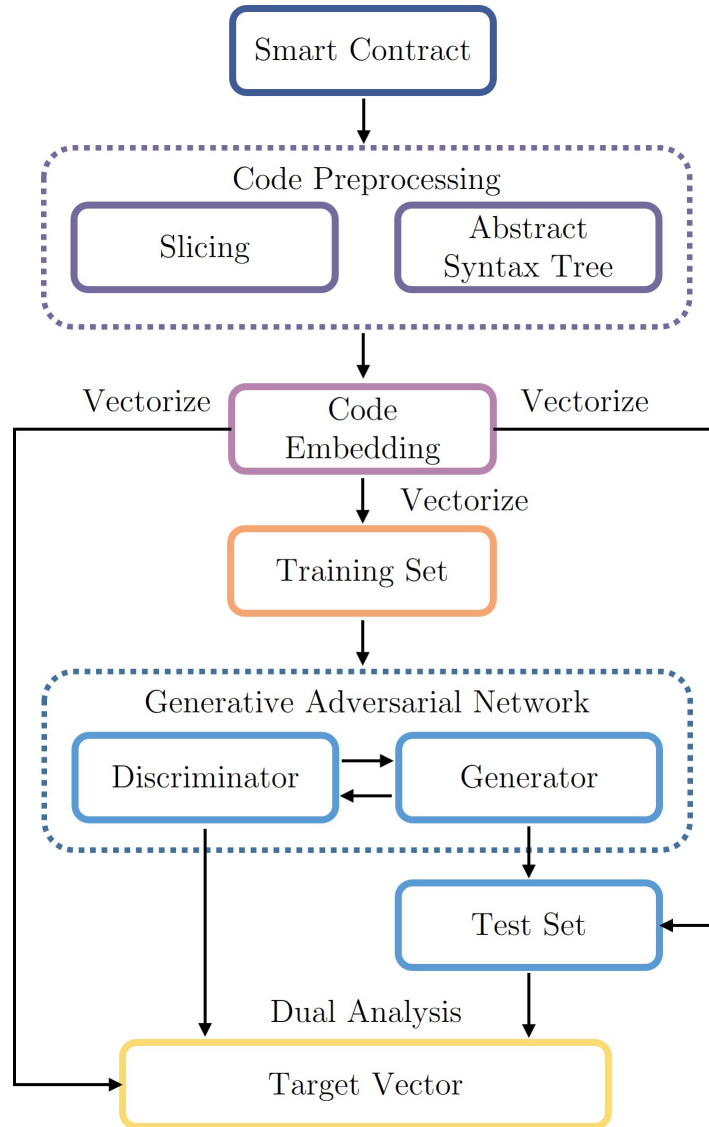 Smart Contract
Code Preprocessing
Slicing
Abstract
Syntax Tree
Vectorize
Code
Embedding
Vectorize
Vectorize
Training Set
Generative Adversarial Network
Discriminator
Generator
Test Set
Dual Analysis
Target Vector